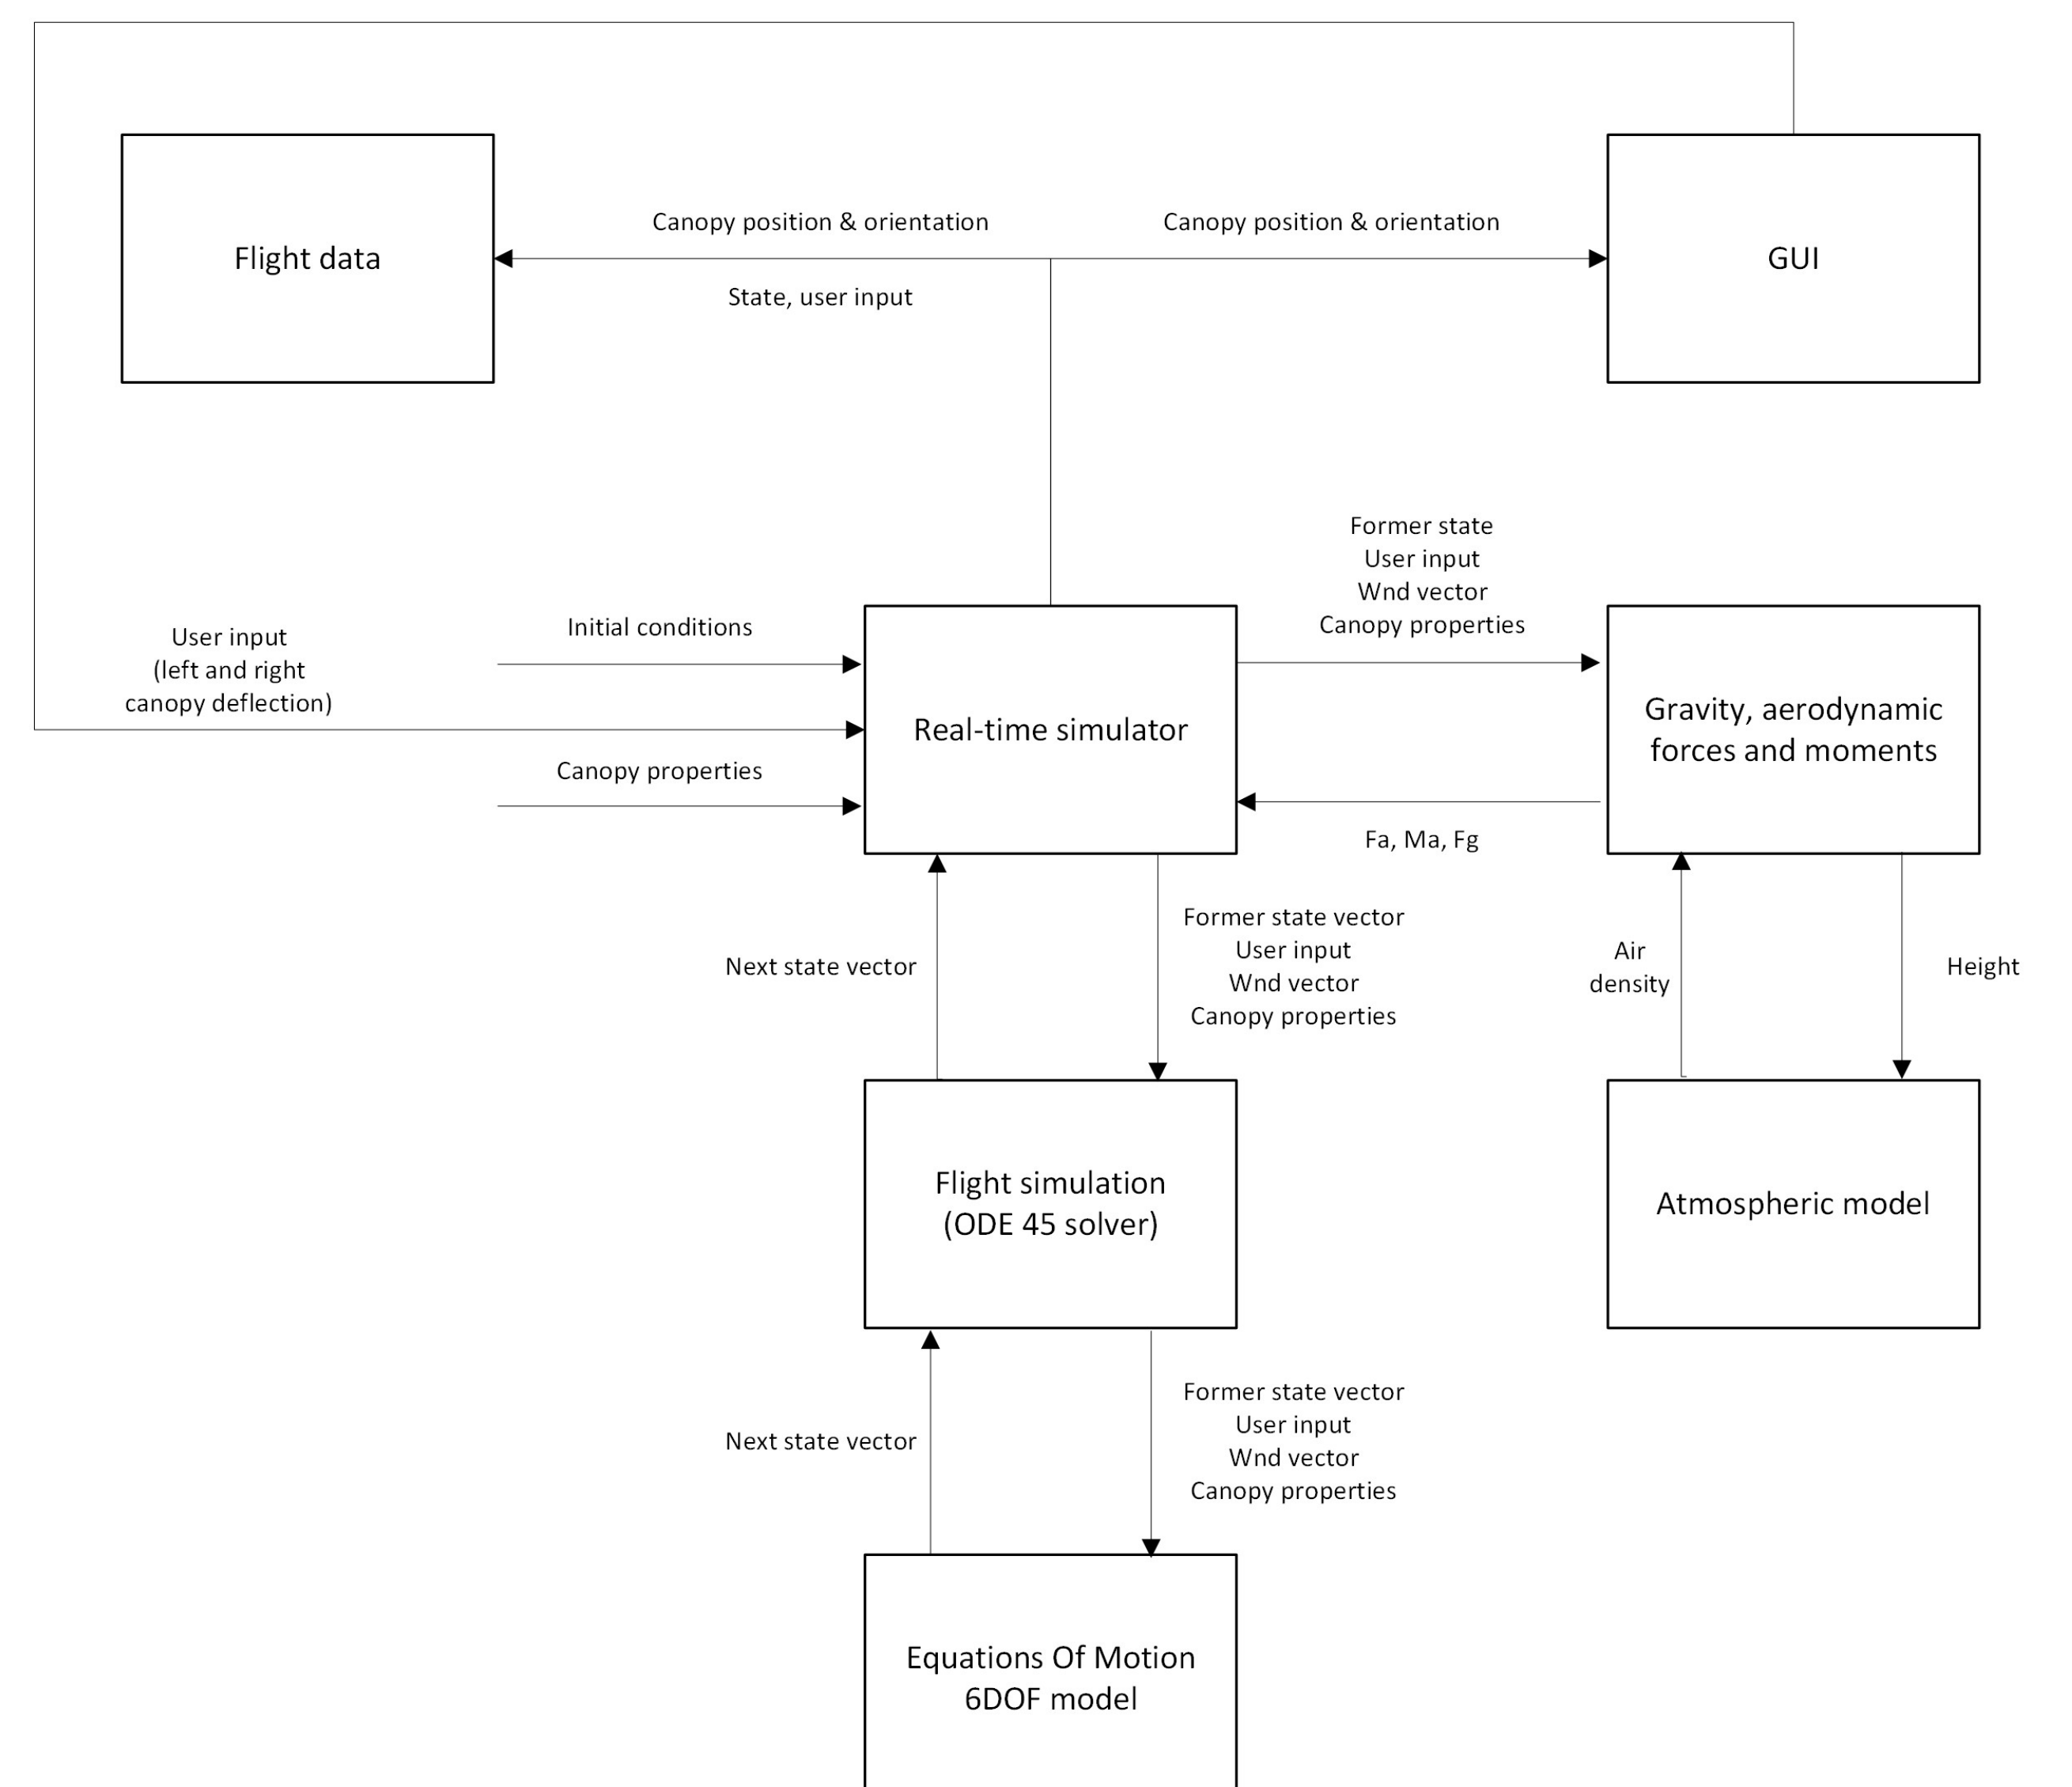 Canopy position & orientation
Canopy position & orientation
Flight data
GUI
State, user input
Former state
User input
Wnd vector
Canopy properties
User input
(left and right
canopy deflection)
Initial conditions
Canopy properties
Real-time simulator
Gravity, aerodynamic
forces and moments
Fa, Ma, Fg
Next state vector
Former state vector
User input
Wnd vector
Canopy properties
Air
density
Height
Flight simulation
(ODE 45 solver)
Atmospheric model
Next state vector
Former state vector
User input
Wnd vector
Canopy properties
Equations Of Motion
6DOF model